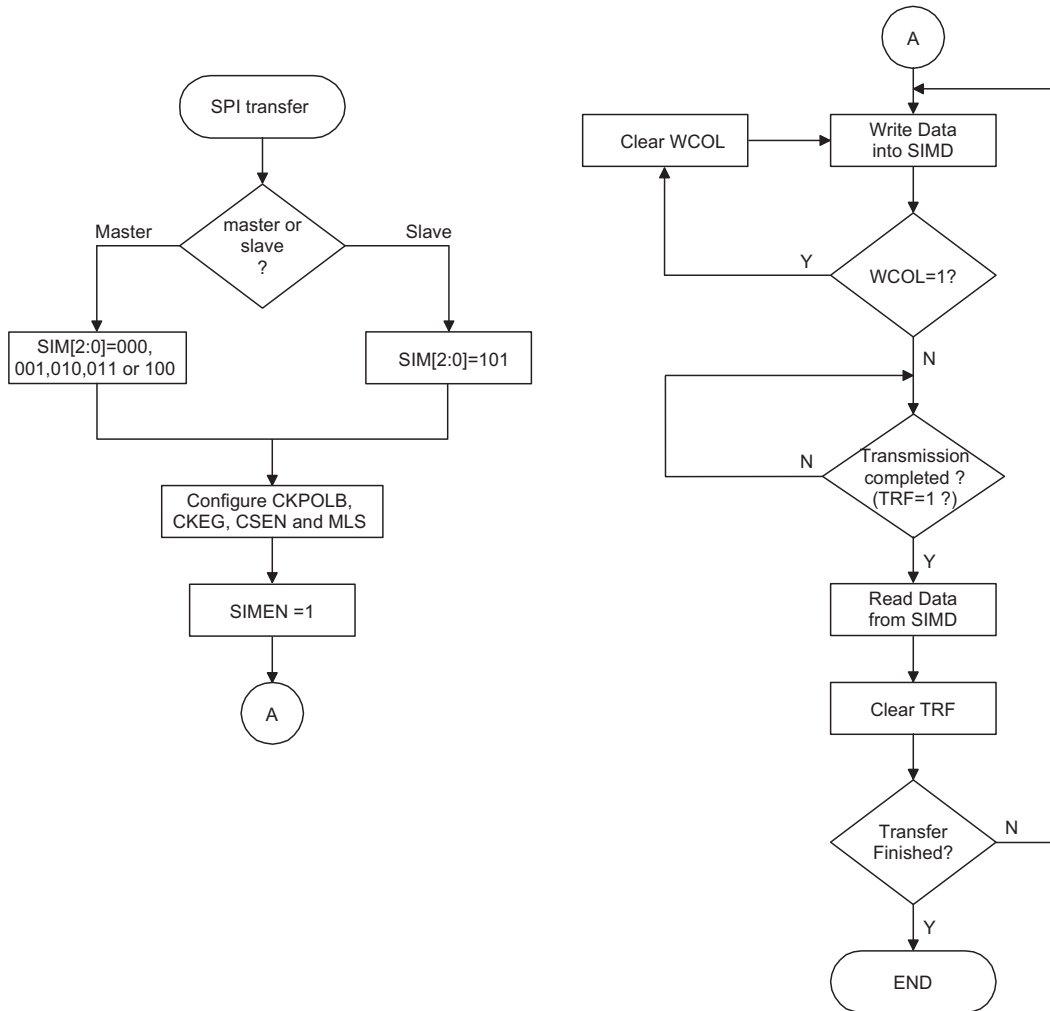 SPI transfer
master or
slave
?
Master
Slave
SIM[2:0]=000,
001,010,011 or 100
SIM[2:0]=101
Configure CKPOLB,
CKEG, CSEN and MLS
SIMEN =1
A
A
Write Data
into SIMD
Clear WCOL
WCOL=1?
Y
N
Transmission
completed ?
(TRF=1 ?)
N
Y
Read Data
from SIMD
Clear TRF
Transfer
Finished?
N
Y
END